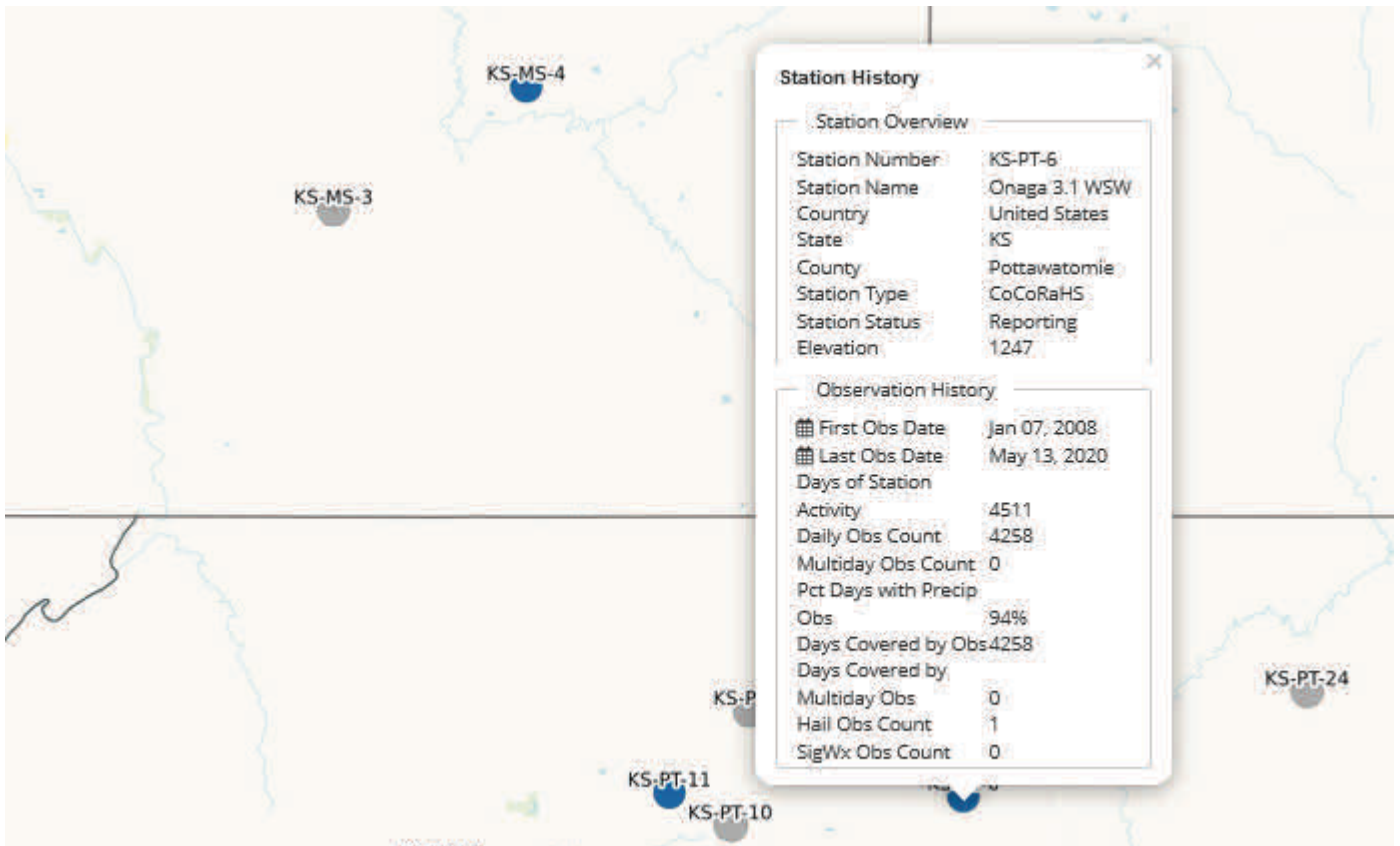 KS-MS-4
KS-MS-3
Station History
×
Station Overview
Station Number KS-PT-6
Station Name Onaga 3.1 WSW
Country United States
State KS
County Pottawatomie
Station Type CoCoRaHS
Station Status Reporting
Elevation 1247
Observation History
First Obs Date Jan 07, 2008
Last Obs Date May 13, 2020
Days of Station
Activity 4511
Daily Obs Count 4258
Multiday Obs Count 0
Pct Days with Precip
Obs 94%
Days Covered by Obs 4258
Days Covered by
Multiday Obs 0
Hail Obs Count 1
SigWx Obs Count 0
KS-PT-24
KS-P
KS-PT-11
KS-PT-10